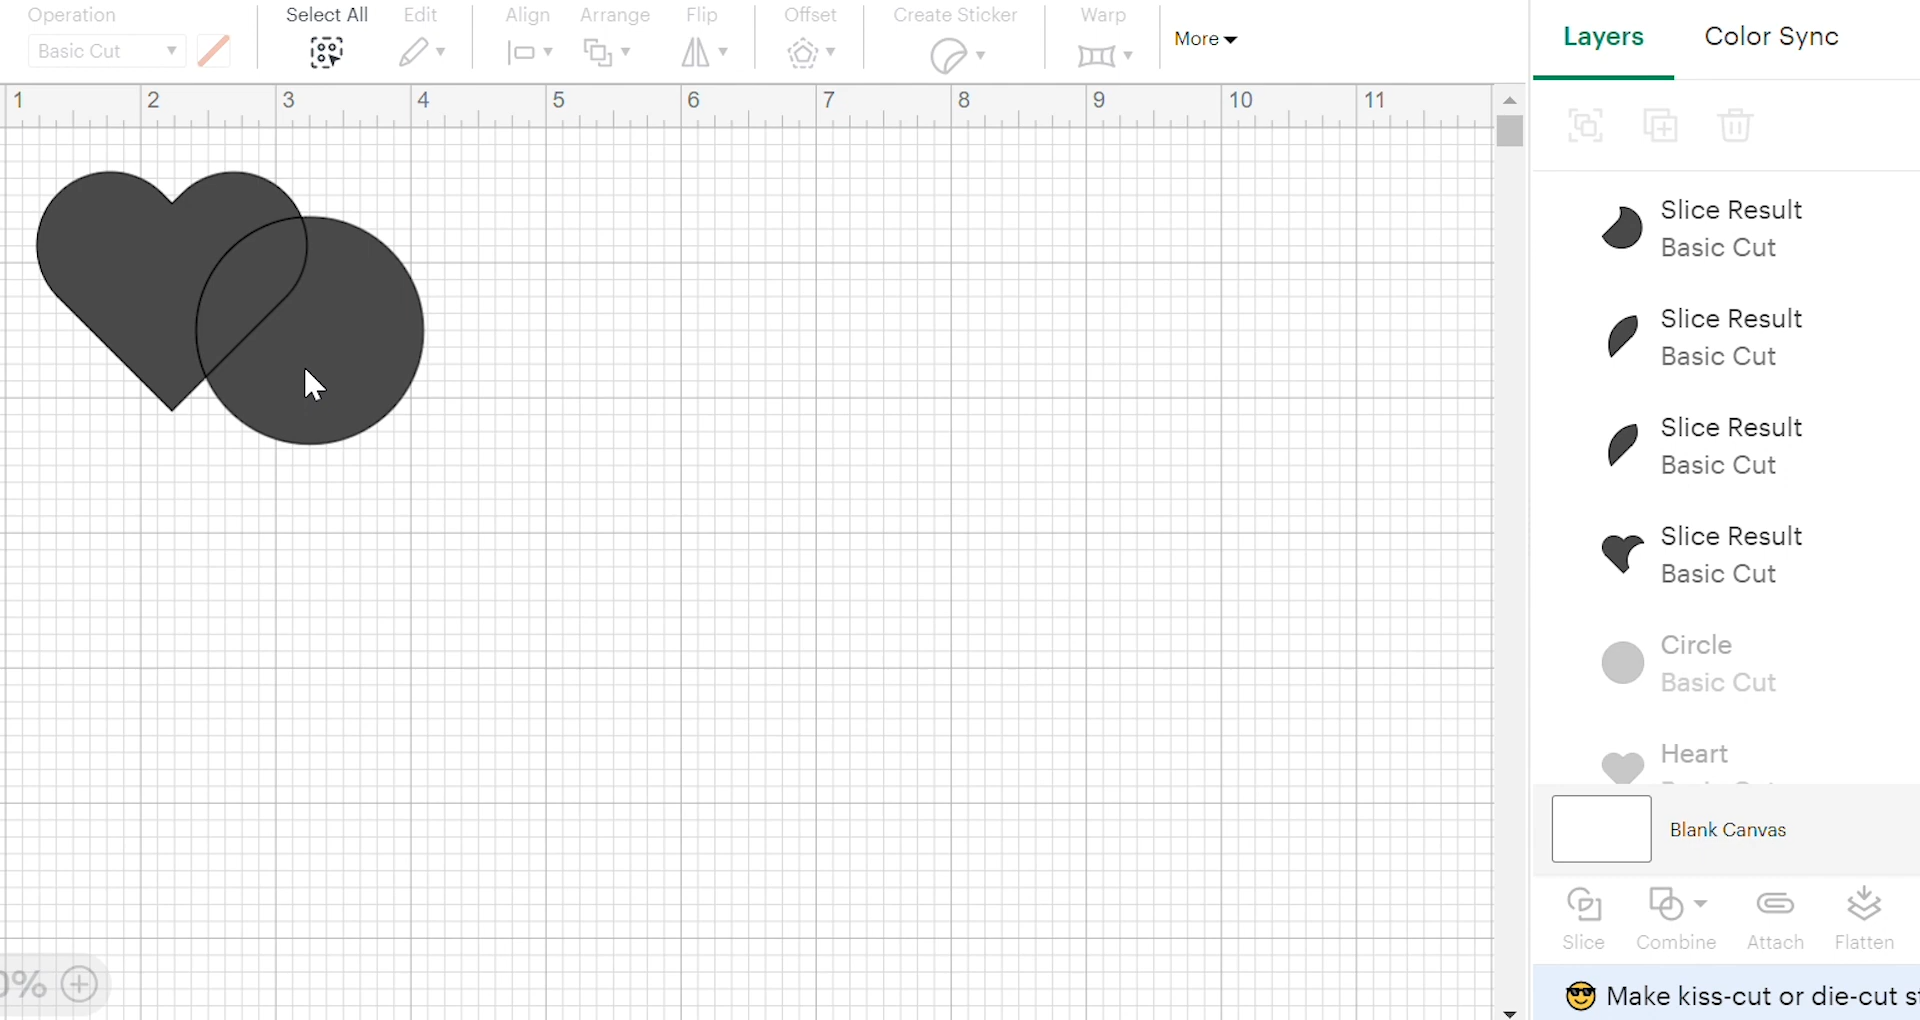 Operation
Basic Cut
Select All
Edit
Align
Arrange
Flip
Offset
Create Sticker
Warp
More
1 2 3 4 5 6 7 8 9 10 11
Layers
Color Sync
Slice Result
Basic Cut
Slice Result
Basic Cut
Slice Result
Basic Cut
Slice Result
Basic Cut
Circle
Basic Cut
Heart
Blank Canvas
Slice
Combine
Attach
Flatten
0%
Make kiss-cut or die-cut